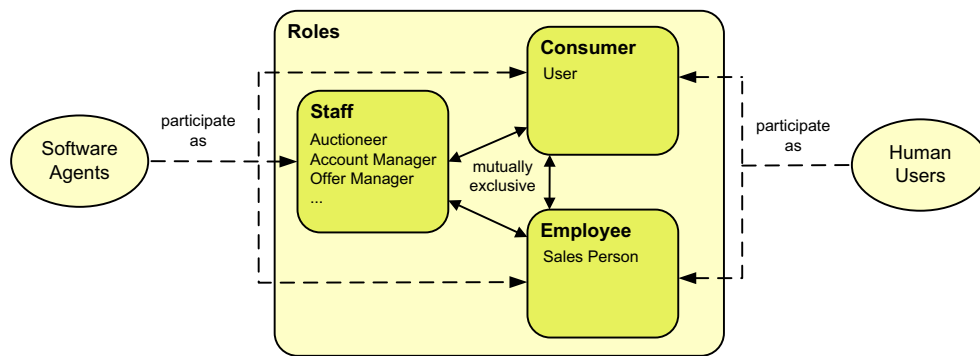 Roles
Consumer
User
Staff
Auctioneer
Account Manager
Offer Manager
...
participate
as
Software
Agents
mutually
exclusive
participate
as
Human
Users
Employee
Sales Person